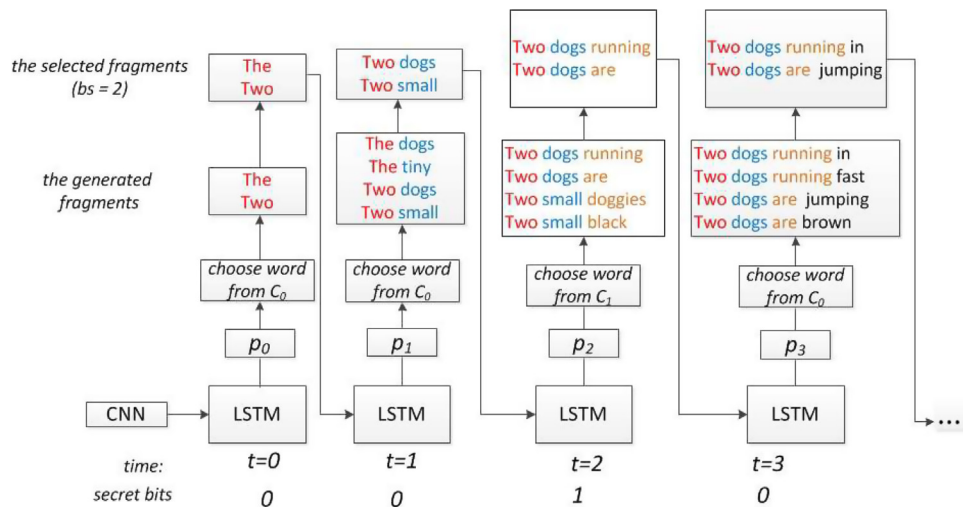 the selected fragments
(bs = 2)
The
Two
Two dogs
Two small
Two dogs running
Two dogs are
Two dogs running in
Two dogs are jumping
the generated
fragments
The
Two
The dogs
The tiny
Two dogs
Two small
Two dogs running
Two dogs are
Two small doggies
Two small black
Two dogs running in
Two dogs running fast
Two dogs are jumping
Two dogs are brown
choose word
from C₀
choose word
from C₀
choose word
from C₁
choose word
from C₀
p₀
p₁
p₂
p₃
CNN
LSTM
LSTM
LSTM
LSTM
...
time:
t=0
t=1
t=2
t=3
secret bits
0
0
1
0